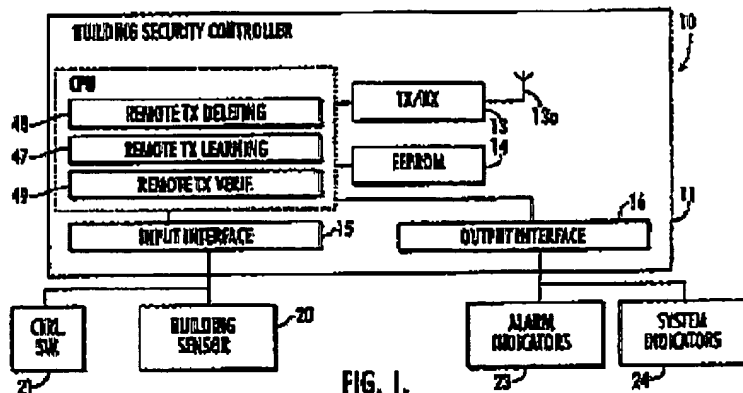 BUILDING SECURITY CONTROLLER
10
CPU
48
REMOTE TX DELETING
TX/RX
13
13a
47
REMOTE TX LEARNING
EEPROM
14
49
REMOTE TX VERIF.
INPUT INTERFACE
15
OUTPUT INTERFACE
16
11
CTRL. SW.
21
BUILDING SENSOR
20
ALARM INDICATORS
23
SYSTEM INDICATORS
24
FIG. 1.